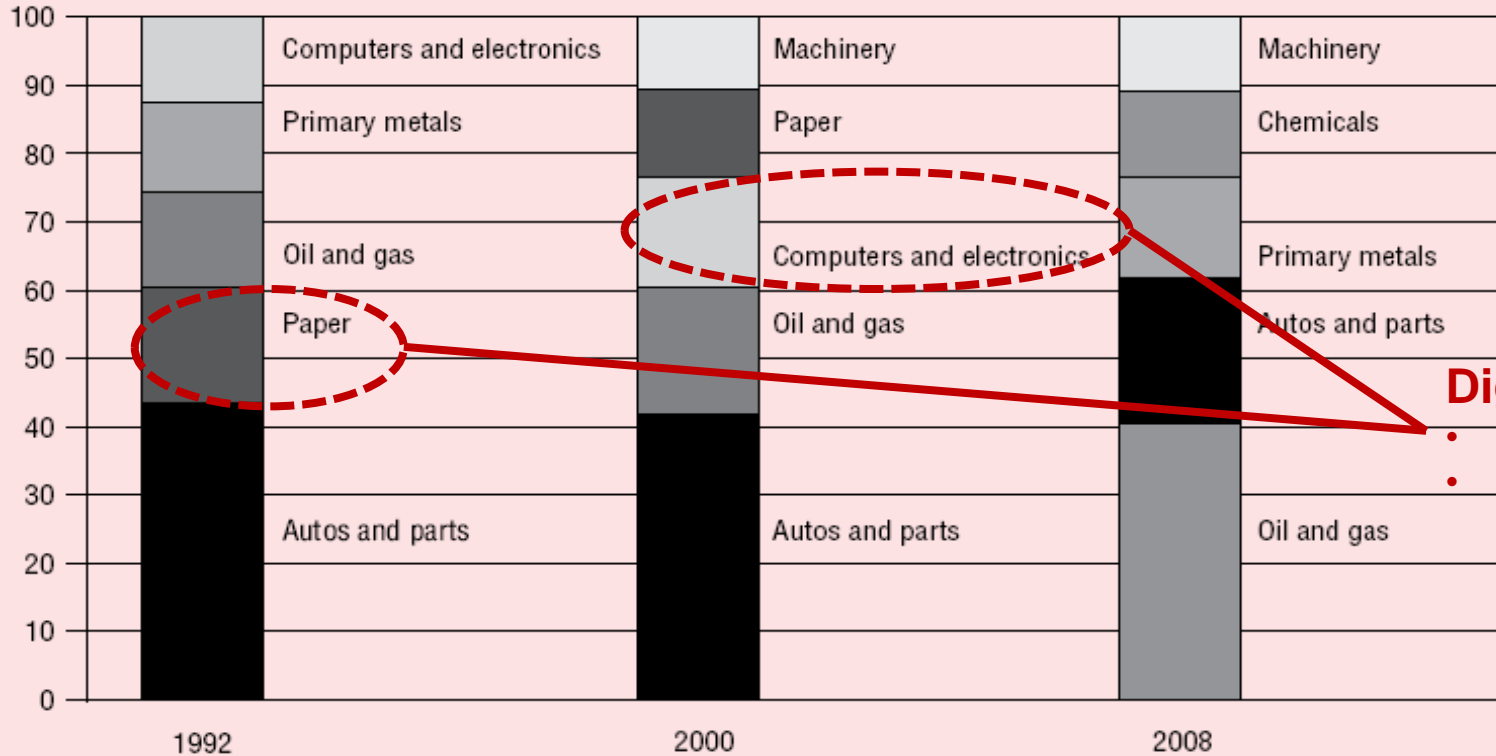 100
Computers and electronics
Machinery
Machinery
90
Primary metals
Paper
Chemicals
80
70
Oil and gas
Computers and electronics
Primary metals
60
Paper
Oil and gas
Autos and parts
50
40
30
Autos and parts
Autos and parts
Oil and gas
20
10
0
1992
2000
2008